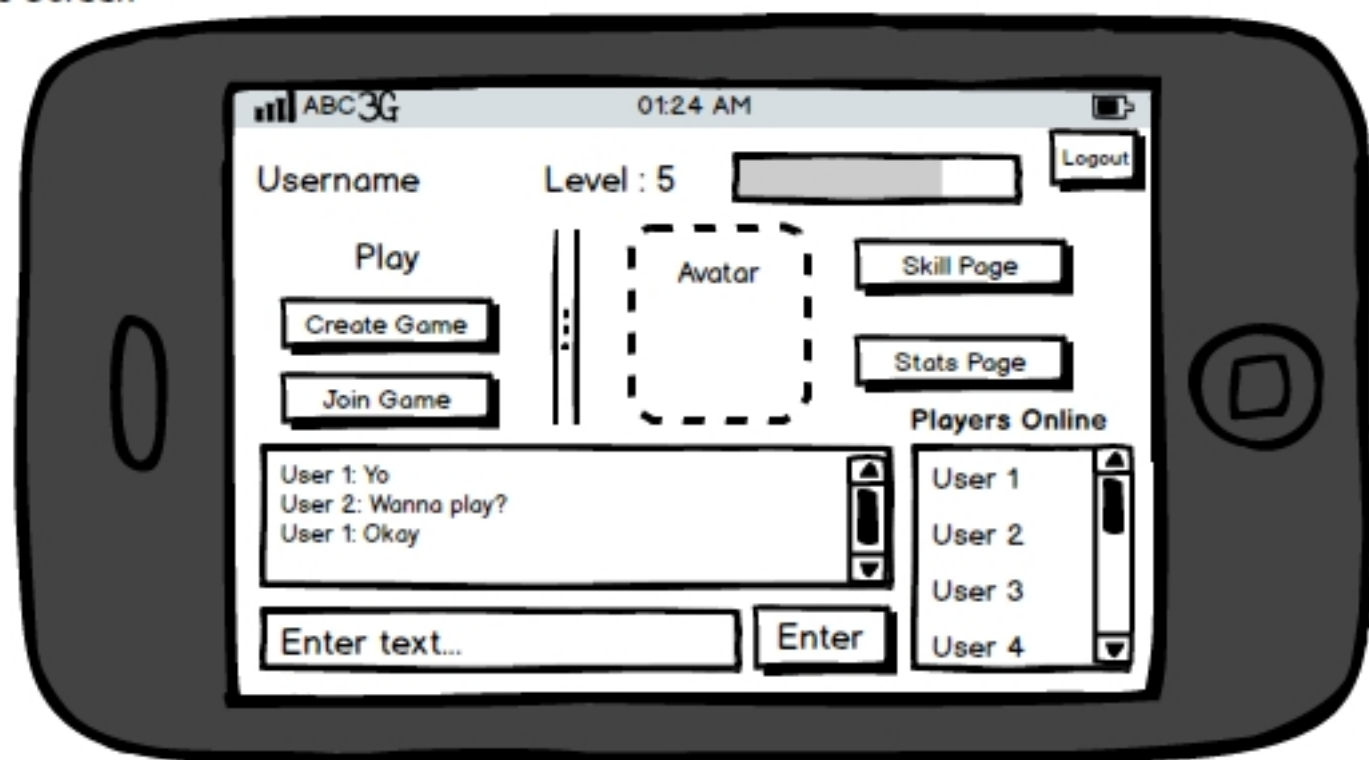 Screen
ABC 3G 01:24 AM
Logout
Username Level : 5
Play
Avatar
Skill Page
Create Game
Stats Page
Join Game
Players Online
User 1: Yo
User 2: Wanna play?
User 1: Okay
User 1
User 2
User 3
User 4
Enter text...
Enter